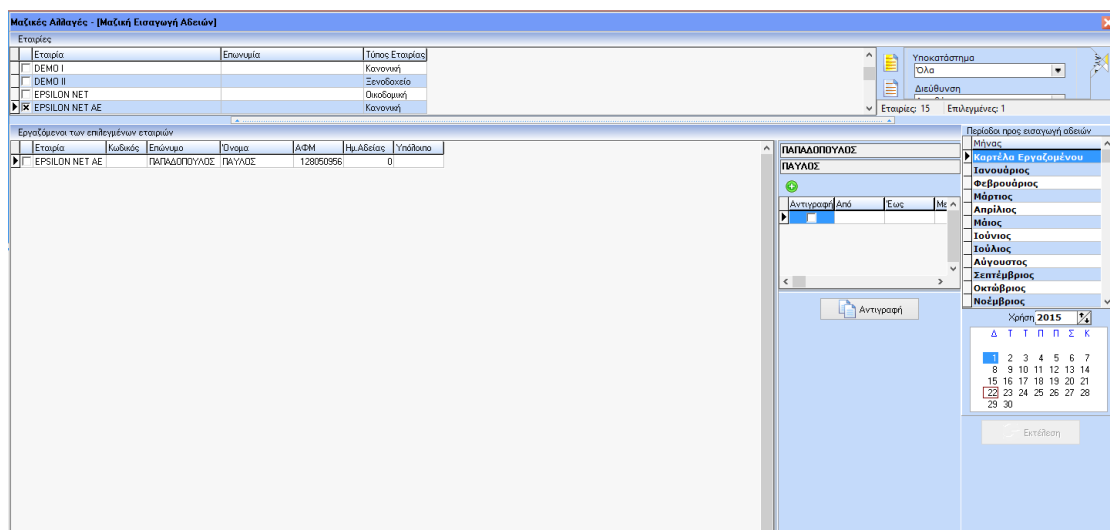 Μαζικές Αλλαγές - [Μαζική Εισαγωγή Αδειών]
Εταιρίες
Εταιρία Επωνυμία Τύπος Εταιρίας
DEMO I Κανονική
DEMO II Ξενοδοχείο
EPSILON NET Οικοδομική
EPSILON NET AE Κανονική
Υποκατάστημα
Όλα
Διεύθυνση
Εταιρίες: 15 Επιλεγμένες: 1
Εργαζόμενοι των επιλεγμένων εταιριών
Εταιρία Κωδικός Επώνυμο Όνομα ΑΦΜ Ημ.Αδείας Υπόλοιπο
EPSILON NET AE ΠΑΠΑΔΟΠΟΥΛΟΣ ΠΑΥΛΟΣ 128050956 0
ΠΑΠΑΔΟΠΟΥΛΟΣ
ΠΑΥΛΟΣ
Αντιγραφή Από Έως Με
Αντιγραφή
Περίοδοι προς εισαγωγή αδειών
Μήνας
Καρτέλα Εργαζομένου
Ιανουάριος
Φεβρουάριος
Μάρτιος
Απρίλιος
Μάιος
Ιούνιος
Ιούλιος
Αύγουστος
Σεπτέμβριος
Οκτώβριος
Νοέμβριος
Χρήση 2015
Δ Τ Τ Π Π Σ Κ
1 2 3 4 5 6 7
8 9 10 11 12 13 14
15 16 17 18 19 20 21
22 23 24 25 26 27 28
29 30
Εκτέλεση